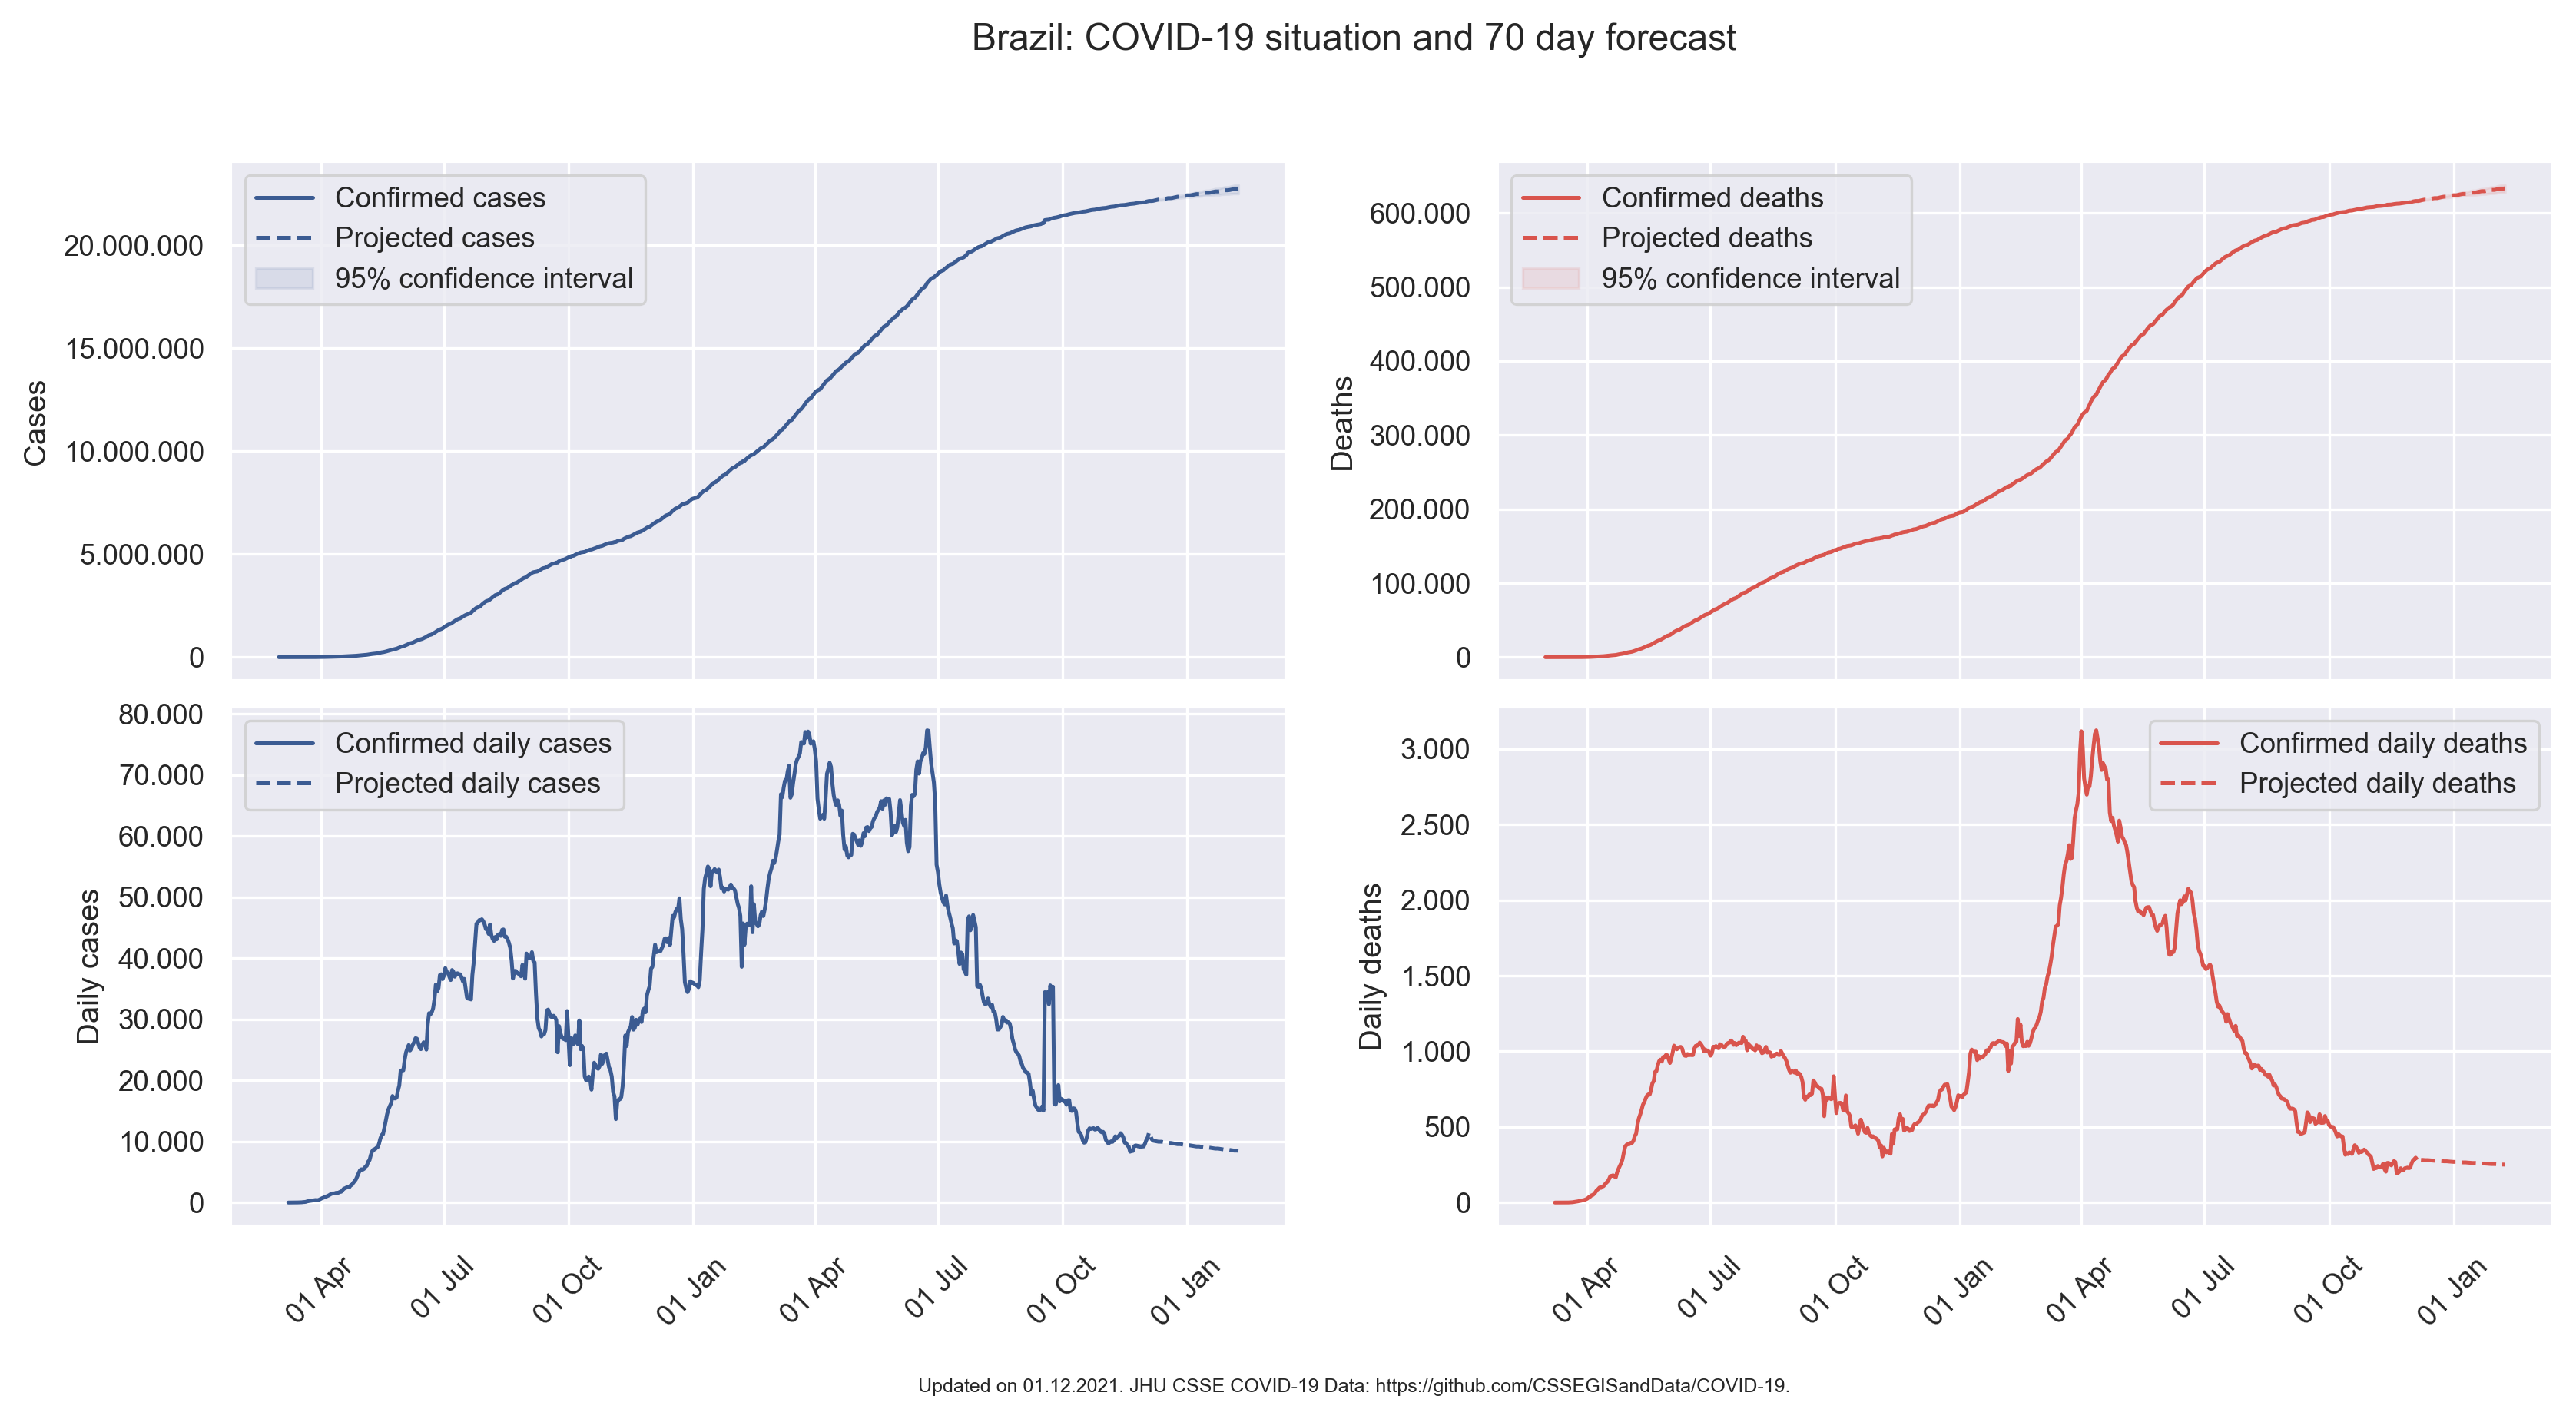 Brazil: COVID-19 situation and 70 day forecast
Confirmed cases
Projected cases
95% confidence interval
20.000.000
15.000.000
10.000.000
5.000.000
0
Cases
Confirmed deaths
Projected deaths
95% confidence interval
600.000
500.000
400.000
300.000
200.000
100.000
0
Deaths
Confirmed daily cases
Projected daily cases
80.000
70.000
60.000
50.000
40.000
30.000
20.000
10.000
0
Daily cases
01 Apr
01 Jul
01 Oct
01 Jan
01 Apr
01 Jul
01 Oct
01 Jan
Confirmed daily deaths
Projected daily deaths
3.000
2.500
2.000
1.500
1.000
500
0
Daily deaths
01 Apr
01 Jul
01 Oct
01 Jan
01 Apr
01 Jul
01 Oct
01 Jan
Updated on 01.12.2021. JHU CSSE COVID-19 Data: https://github.com/CSSEGISandData/COVID-19.